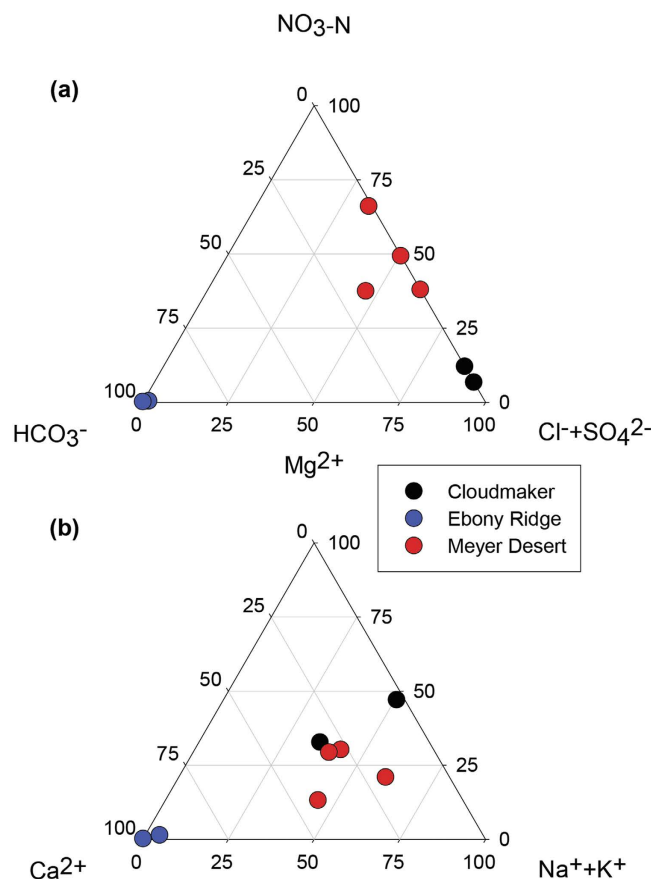 NO3-N
(a)
0 100
25 75
50 50
75 25
100 0
0 25 50 75 100
HCO3- Cl-+SO42-
Mg2+
Cloudmaker
Ebony Ridge
Meyer Desert
(b)
0 100
25 75
50 50
75 25
100 0
0 25 50 75 100
Ca2+ Na++K+